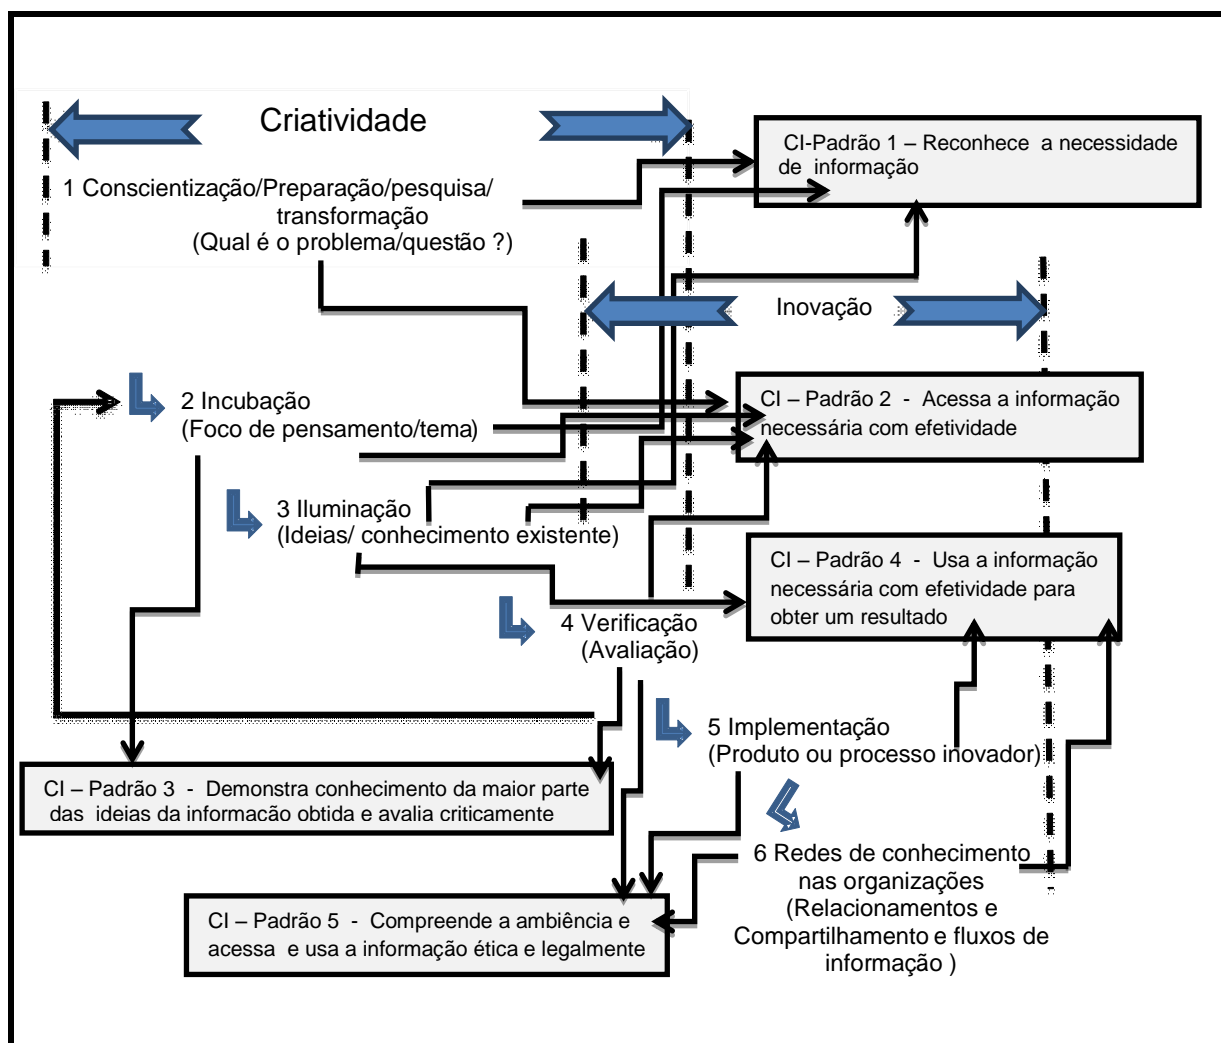 Criatividade
CI-Padrão 1 – Reconhece a necessidade
de informação
1 Conscientização/Preparação/pesquisa/
transformação
(Qual é o problema/questão ?)
Inovação
2 Incubação
(Foco de pensamento/tema)
CI – Padrão 2 - Acessa a informação
necessária com efetividade
3 Iluminação
(Ideias/ conhecimento existente)
CI – Padrão 4 - Usa a informação
necessária com efetividade para
obter um resultado
4 Verificação
(Avaliação)
5 Implementação
(Produto ou processo inovador)
CI – Padrão 3 - Demonstra conhecimento da maior parte
das ideias da informacão obtida e avalia criticamente
6 Redes de conhecimento
nas organizações
(Relacionamentos e
Compartilhamento e fluxos de
informação )
CI – Padrão 5 - Compreende a ambiência e
acessa e usa a informação ética e legalmente